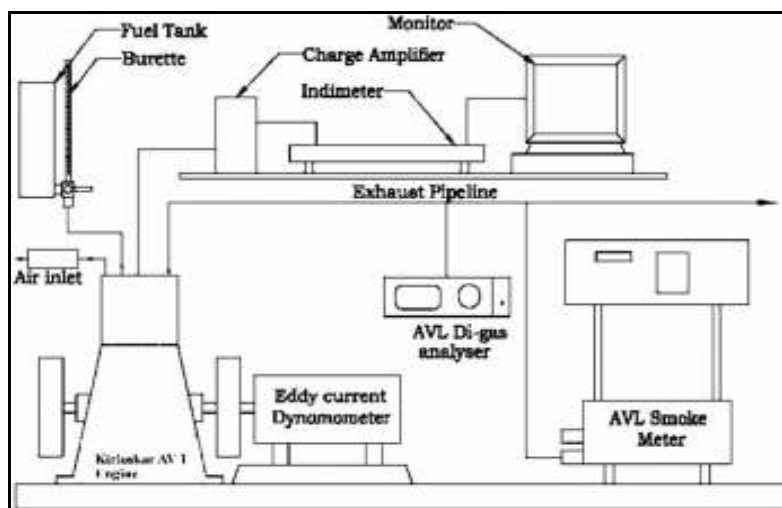 Fuel Tank
Burette
Charge Amplifier
Indimeter
Monitor
Exhaust Pipeline
Air inlet
AVL Di-gas
analyser
Eddy current
Dynamometer
AVL Smoke
Meter
Kirloskar AV 1
Engine